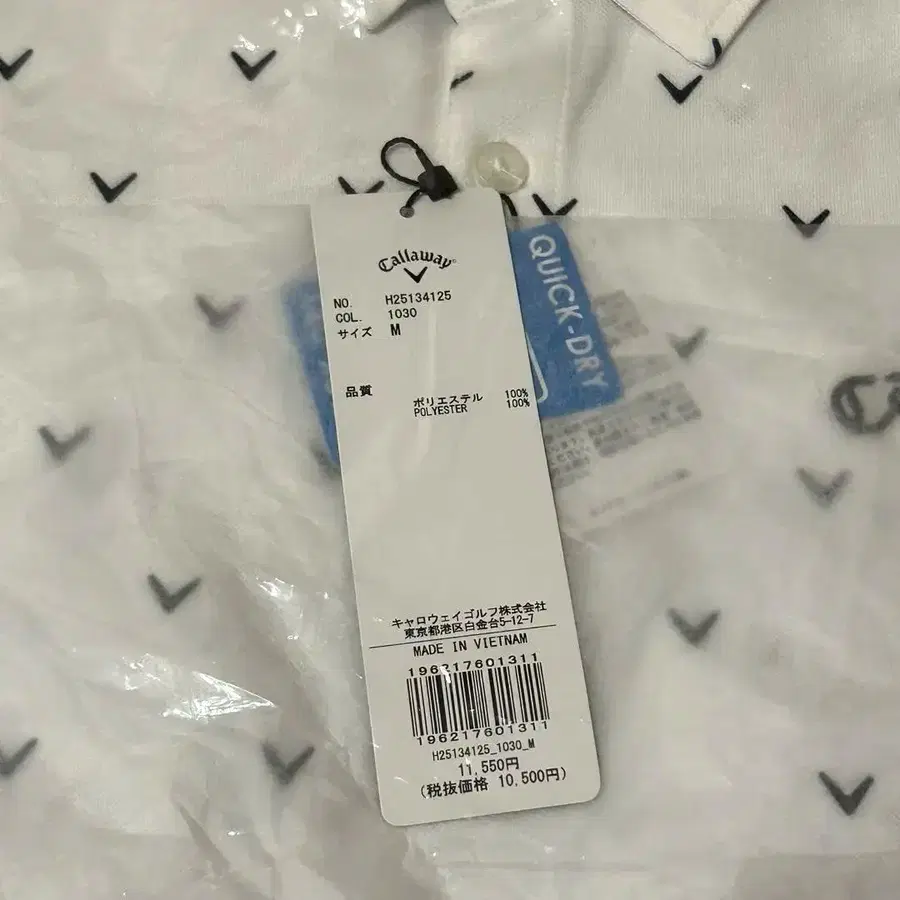 Callaway
NO. H25134125
COL. 1030
サイズ M
品質
ポリエステル 100%
POLYESTER 100%
キャロウェイゴルフ株式会社
東京都港区白金台5-12-7
MADE IN VIETNAM
196217601311
196217601311
H25134125_1030_M
11,550円
(税抜価格 10,500円)
QUICK-DRY
Ca